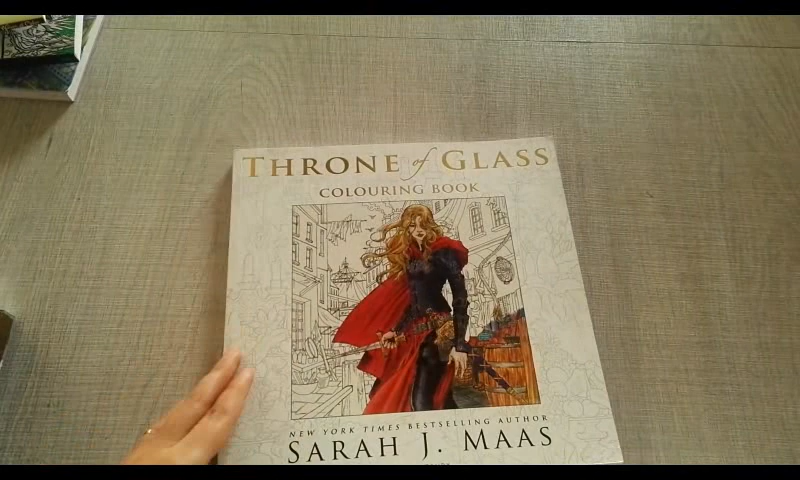 THRONE of GLASS
COLOURING BOOK
NEW YORK TIMES BESTSELLING AUTHOR
SARAH J. MAAS